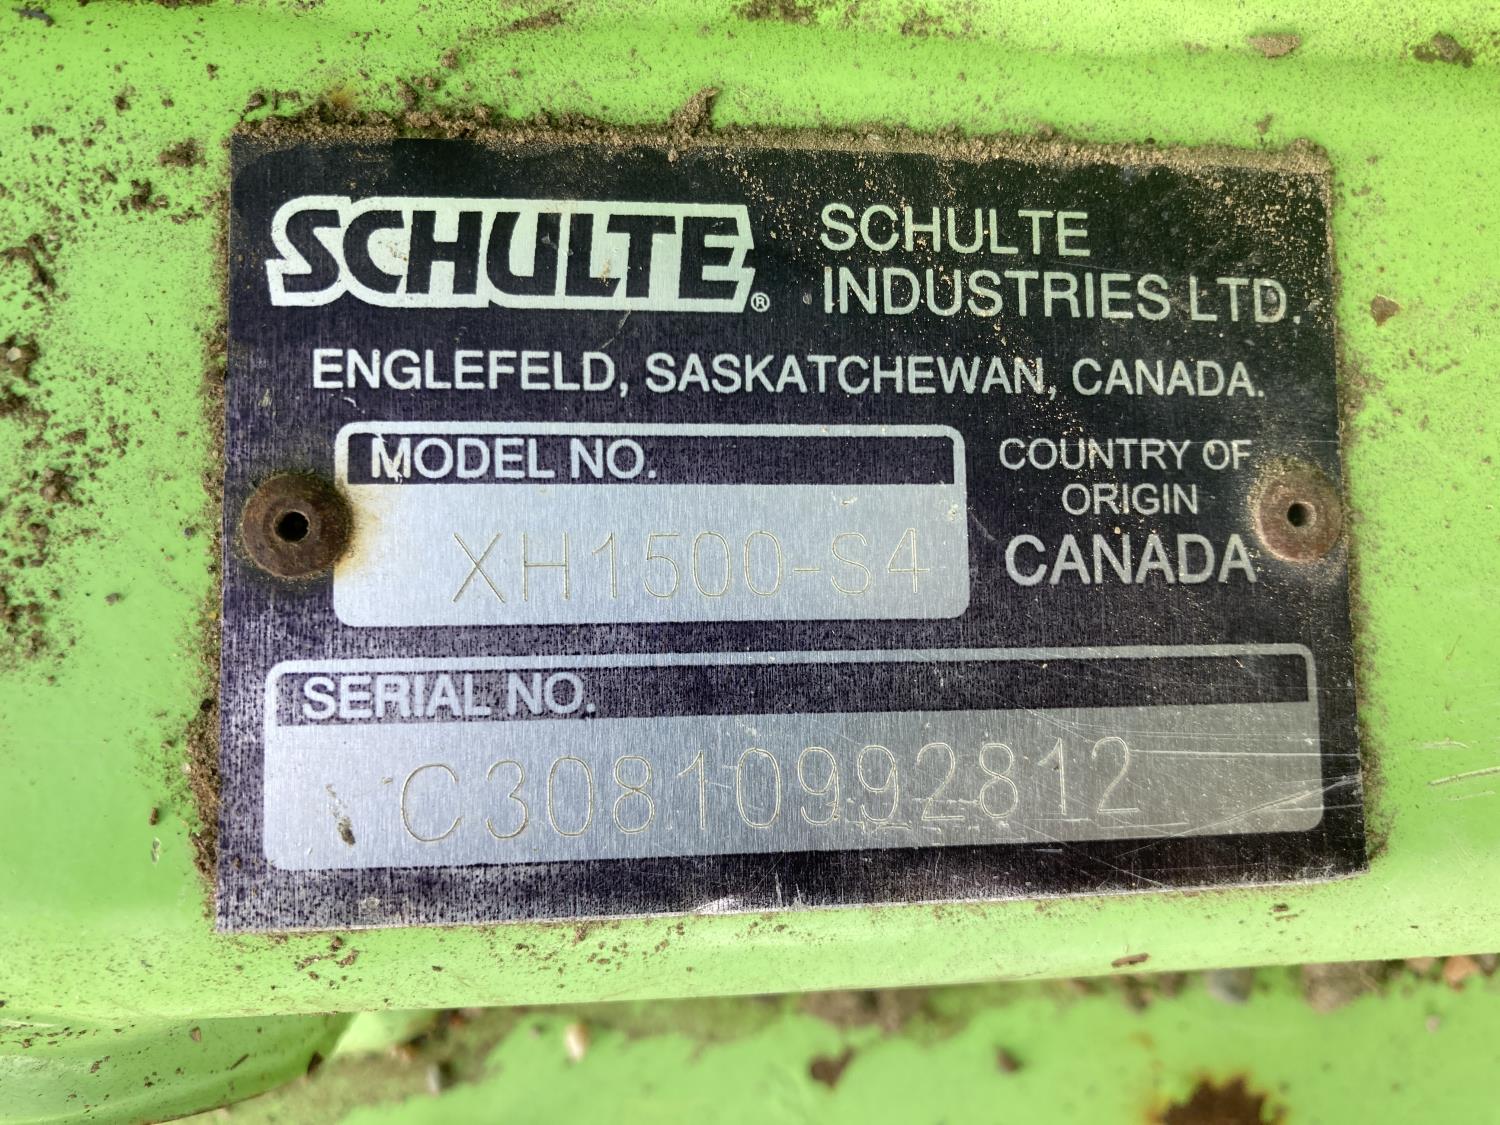 SCHULTE®
SCHULTE
INDUSTRIES LTD.
ENGLEFELD, SASKATCHEWAN, CANADA.
MODEL NO.
XH1500-S4
COUNTRY OF
ORIGIN
CANADA
SERIAL NO.
C30810992812